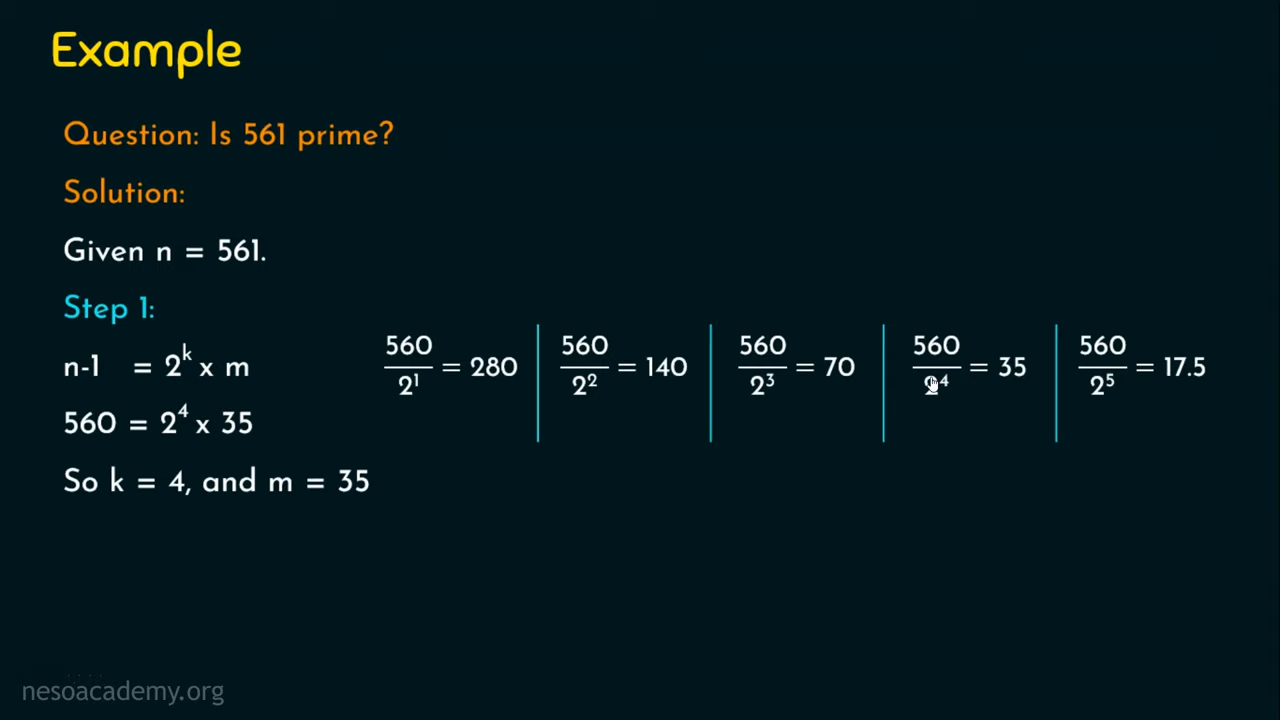 Example
Question: Is 561 prime?
Solution:
Given n = 561.
Step 1:
n-1 = 2^k x m
560 = 2^4 x 35
So k = 4, and m = 35
560/2^1 = 280
560/2^2 = 140
560/2^3 = 70
560/2^4 = 35
560/2^5 = 17.5
nesoacademy.org